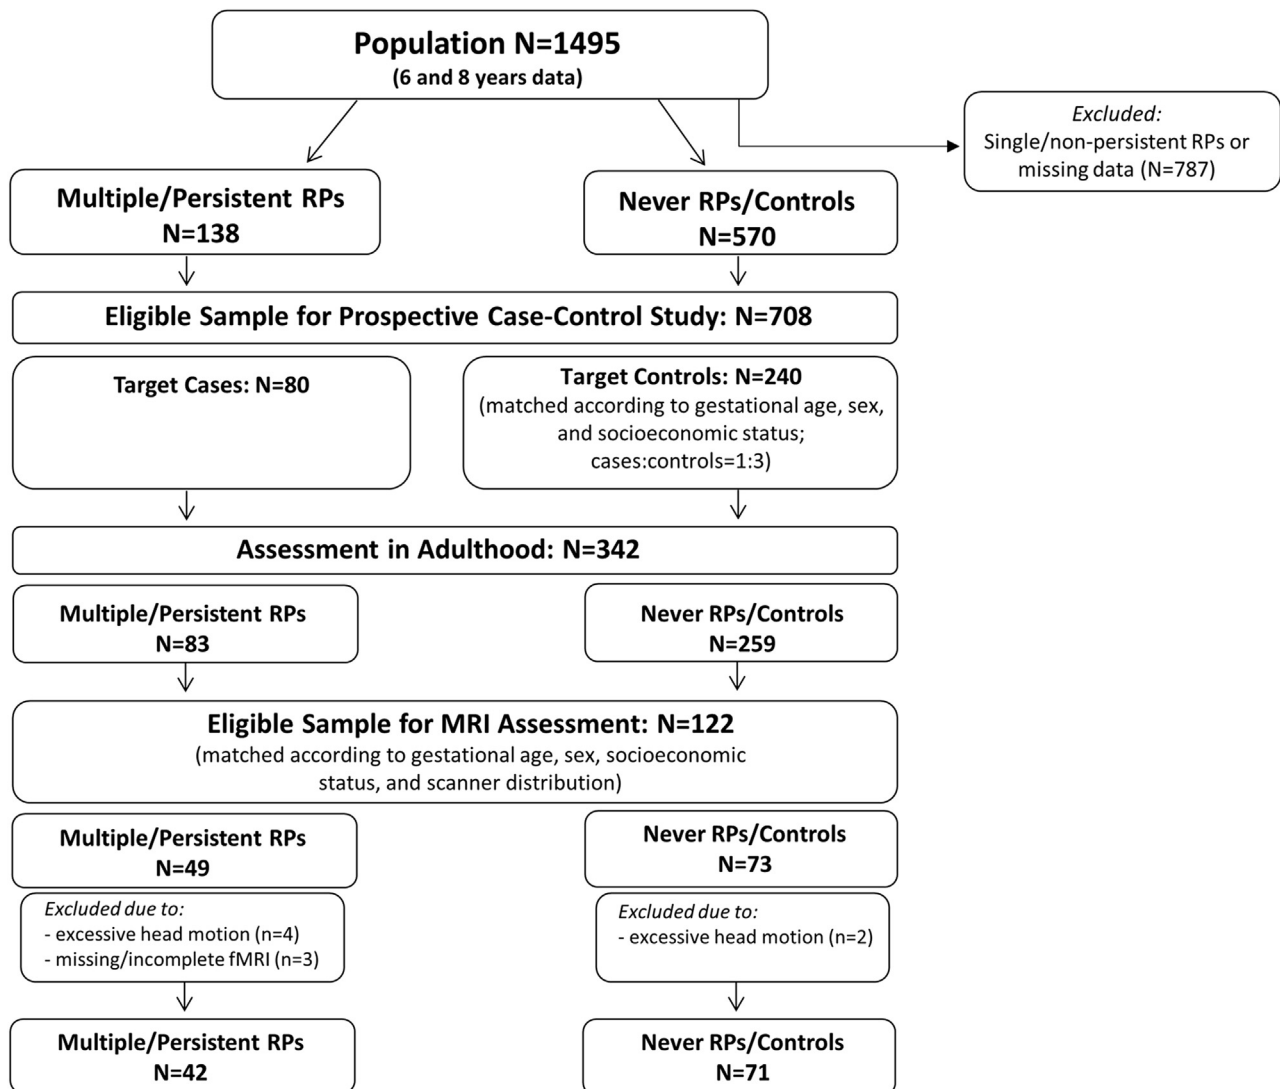 Population N=1495
(6 and 8 years data)
Excluded:
Single/non-persistent RPs or
missing data (N=787)
Multiple/Persistent RPs
N=138
Never RPs/Controls
N=570
Eligible Sample for Prospective Case-Control Study: N=708
Target Cases: N=80
Target Controls: N=240
(matched according to gestational age, sex,
and socioeconomic status;
cases:controls=1:3)
Assessment in Adulthood: N=342
Multiple/Persistent RPs
N=83
Never RPs/Controls
N=259
Eligible Sample for MRI Assessment: N=122
(matched according to gestational age, sex, socioeconomic
status, and scanner distribution)
Multiple/Persistent RPs
N=49
Never RPs/Controls
N=73
Excluded due to:
- excessive head motion (n=4)
- missing/incomplete fMRI (n=3)
Excluded due to:
- excessive head motion (n=2)
Multiple/Persistent RPs
N=42
Never RPs/Controls
N=71